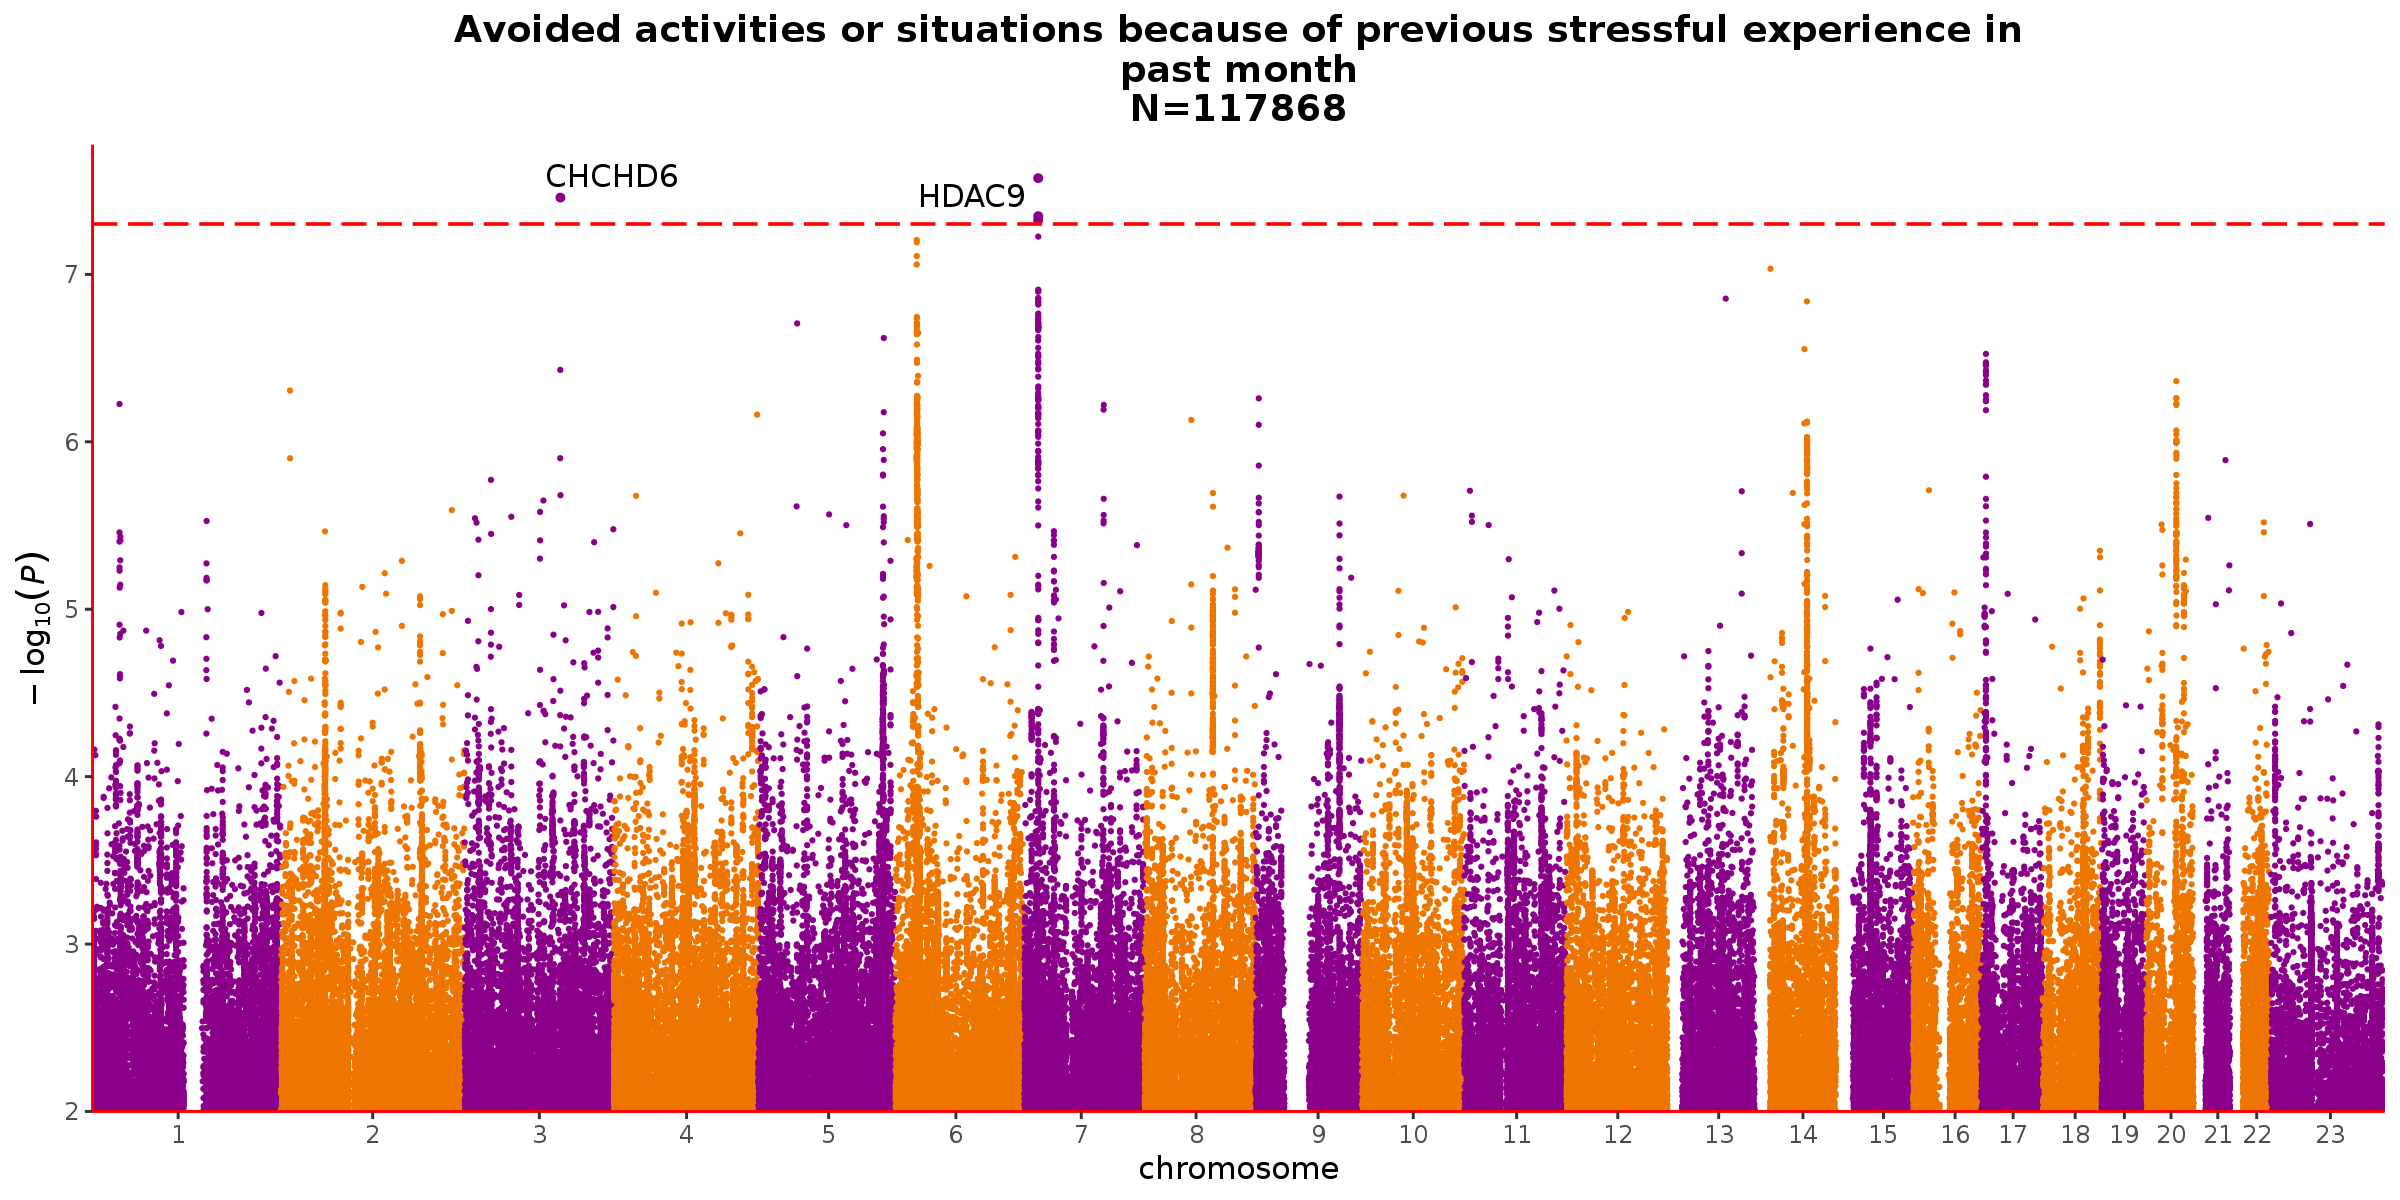 Avoided activities or situations because of previous stressful experience in
past month
N=117868
CHCHD6
HDAC9
7
6
5
4
3
2
− log₁₀(P)
1 2 3 4 5 6 7 8 9 10 11 12 13 14 15 16 17 18 19 20 21 22 23
chromosome